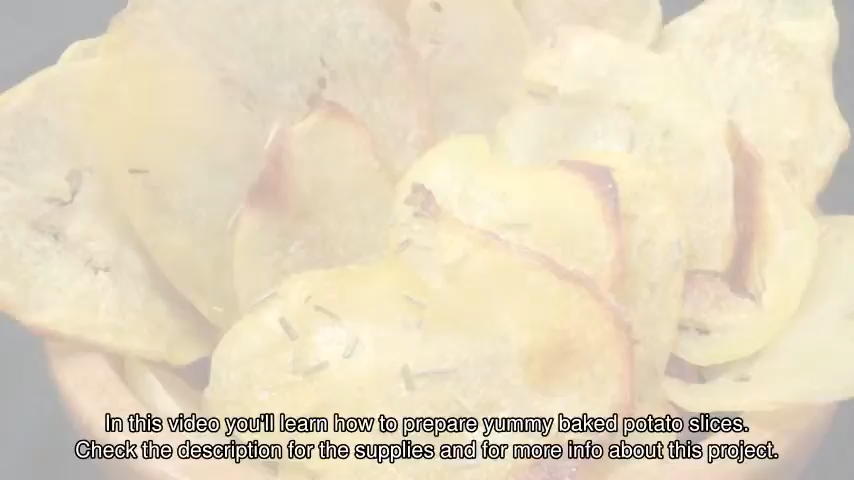 In this video you'll learn how to prepare yummy baked potato slices.
Check the description for the supplies and for more info about this project.